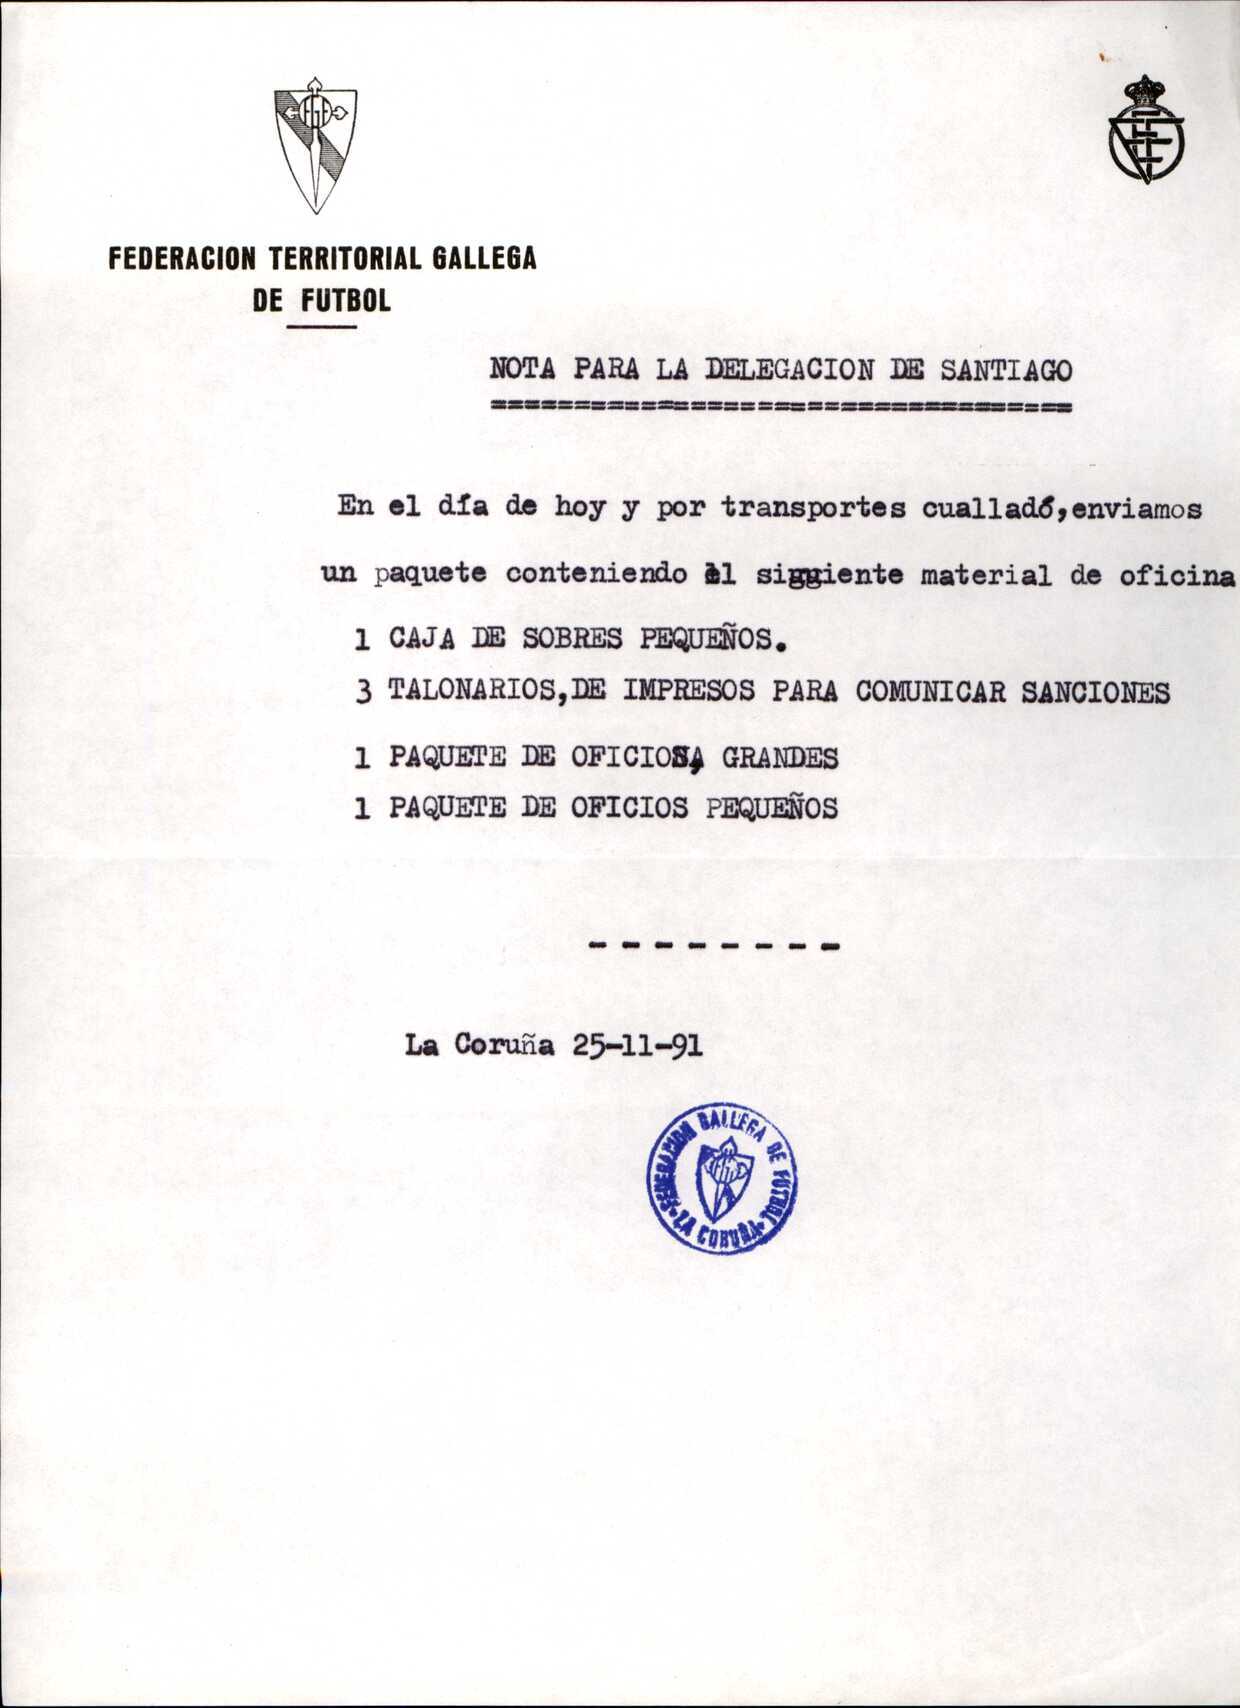 FEDERACION TERRITORIAL GALLEGA
DE FUTBOL
NOTA PARA LA DELEGACION DE SANTIAGO
===================================
En el día de hoy y por transportes cualladó,enviamos
un paquete conteniendo el siguiente material de oficina
1 CAJA DE SOBRES PEQUEÑOS.
3 TALONARIOS,DE IMPRESOS PARA COMUNICAR SANCIONES
1 PAQUETE DE OFICIOS, GRANDES
1 PAQUETE DE OFICIOS PEQUEÑOS
- - - - - - - -
La Coruña 25-11-91
FEDERACION GALLEGA DE FUTBOL
LA CORUÑA